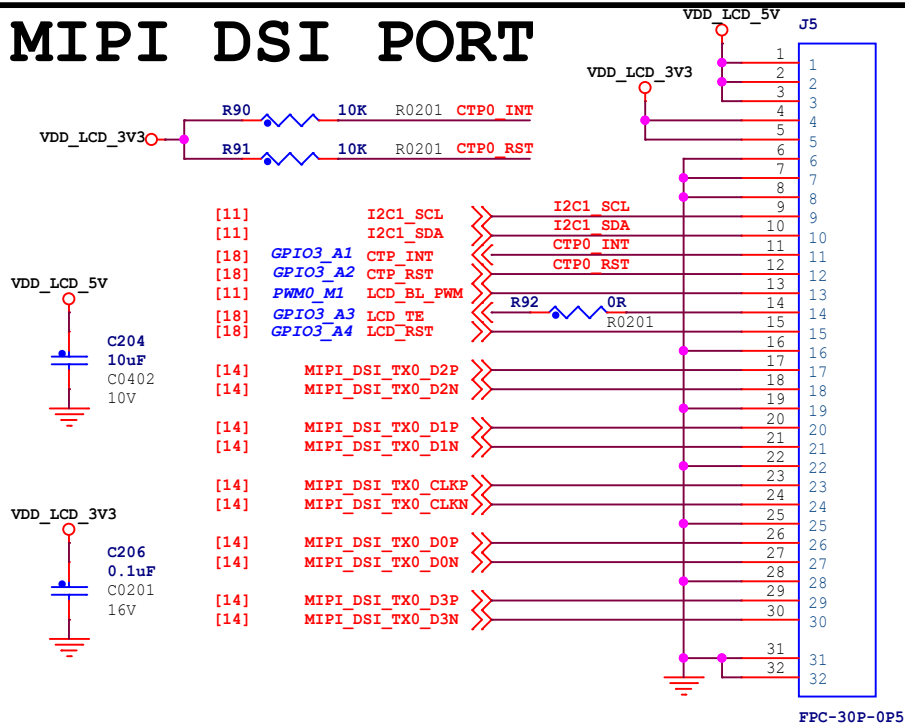 MIPI DSI PORT
VDD_LCD_5V
J5
VDD_LCD_3V3
R90 10K R0201 CTP0_INT
VDD_LCD_3V3
R91 10K R0201 CTP0_RST
[11] I2C1_SCL I2C1_SCL
[11] I2C1_SDA I2C1_SDA
[18] GPIO3_A1 CTP_INT CTP0_INT
[18] GPIO3_A2 CTP_RST CTP0_RST
[11] PWM0_M1 LCD_BL_PWM
[18] GPIO3_A3 LCD_TE R92 0R R0201
[18] GPIO3_A4 LCD_RST
VDD_LCD_5V
C204
10uF
C0402
10V
[14] MIPI_DSI_TX0_D2P
[14] MIPI_DSI_TX0_D2N
[14] MIPI_DSI_TX0_D1P
[14] MIPI_DSI_TX0_D1N
[14] MIPI_DSI_TX0_CLKP
[14] MIPI_DSI_TX0_CLKN
VDD_LCD_3V3
C206
0.1uF
C0201
16V
[14] MIPI_DSI_TX0_D0P
[14] MIPI_DSI_TX0_D0N
[14] MIPI_DSI_TX0_D3P
[14] MIPI_DSI_TX0_D3N
1 1
2 2
3 3
4 4
5 5
6 6
7 7
8 8
9 9
10 10
11 11
12 12
13 13
14 14
15 15
16 16
17 17
18 18
19 19
20 20
21 21
22 22
23 23
24 24
25 25
26 26
27 27
28 28
29 29
30 30
31 31
32 32
FPC-30P-0P5